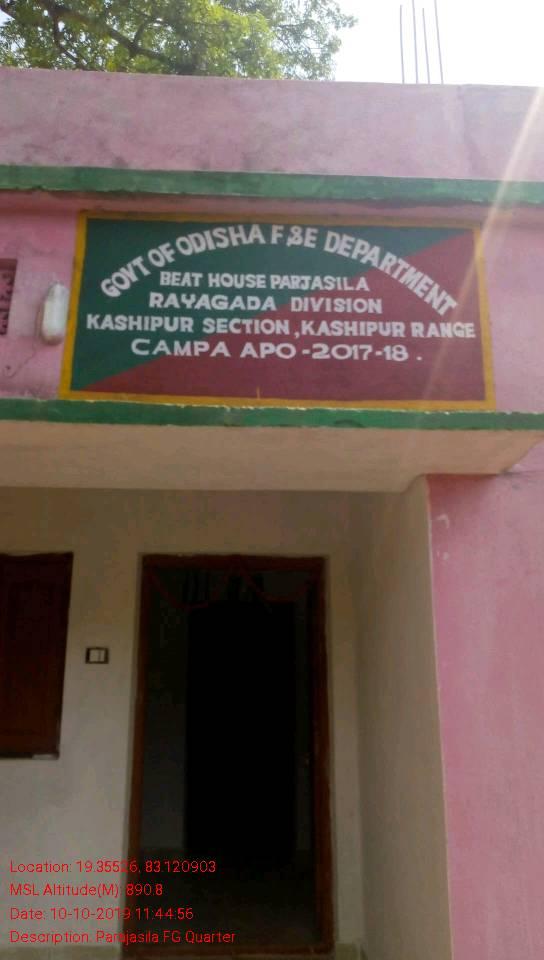 GOVT OF ODISHA F&E DEPARTMENT
BEAT HOUSE PARJASILA
RAYAGADA DIVISION
KASHIPUR SECTION, KASHIPUR RANGE
CAMPA APO -2017-18.
Location: 19.35526, 83.120903
MSL Altitude(M): 890.8
Date: 10-10-2019 11:44:56
Description: Parajasila FG Quarter